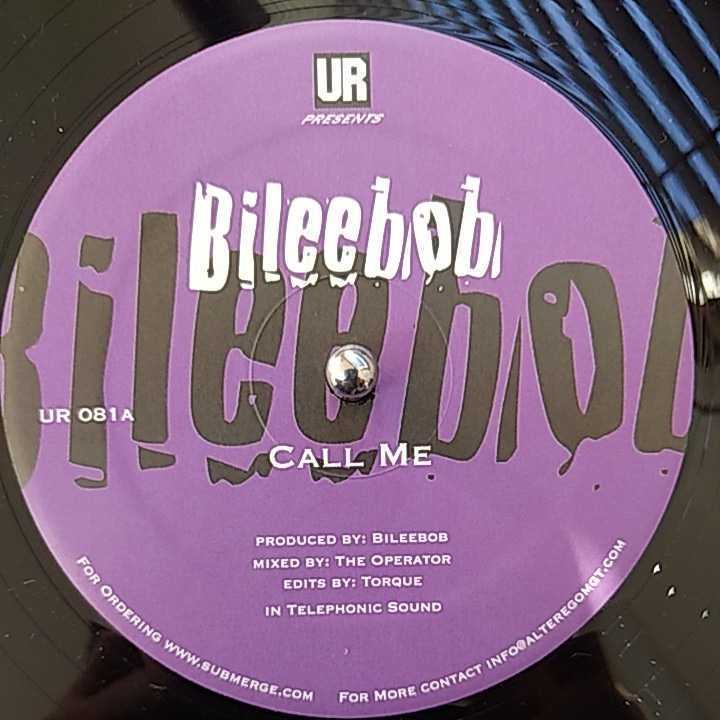 UR
PRESENTS
Bileebob
Bileebob
UR 081A
CALL ME
PRODUCED BY: BILEEBOB
MIXED BY: THE OPERATOR
EDITS BY: TORQUE
IN TELEPHONIC SOUND
FOR ORDERING WWW.SUBMERGE.COM FOR MORE CONTACT INFO@ALTEREGOMGT.COM